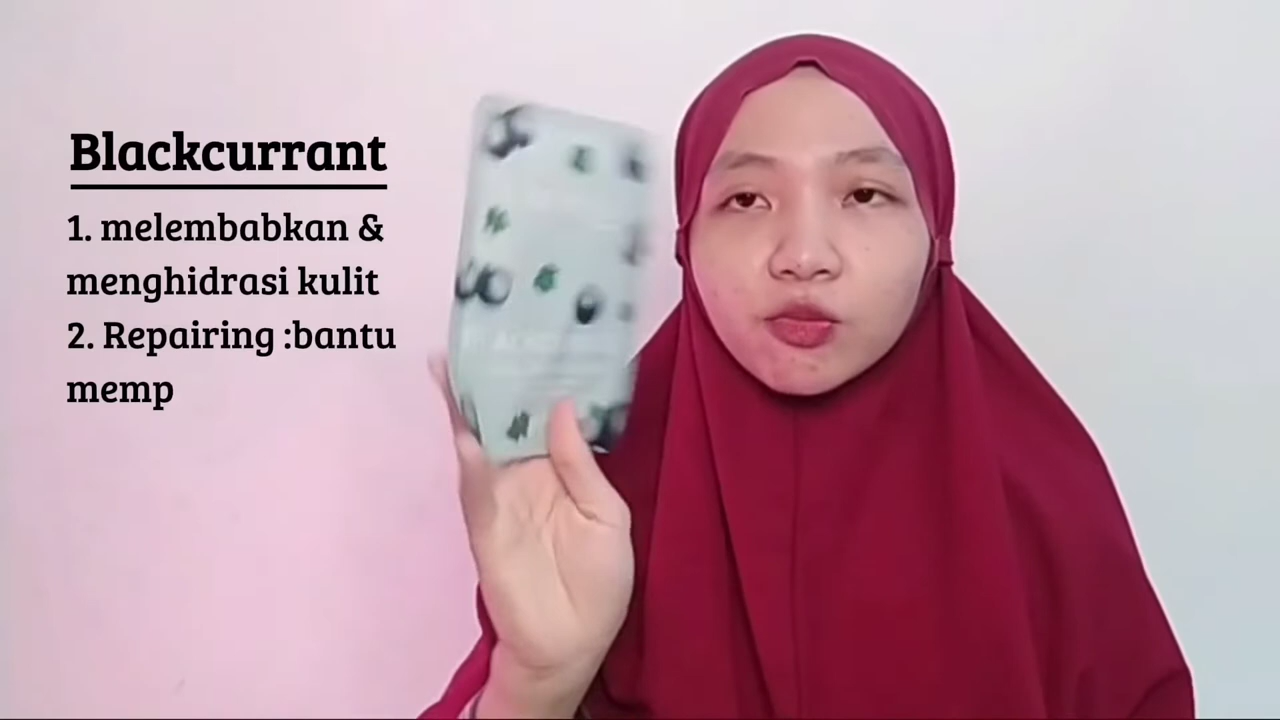 Blackcurrant
1. melembabkan &
menghidrasi kulit
2. Repairing :bantu
memp